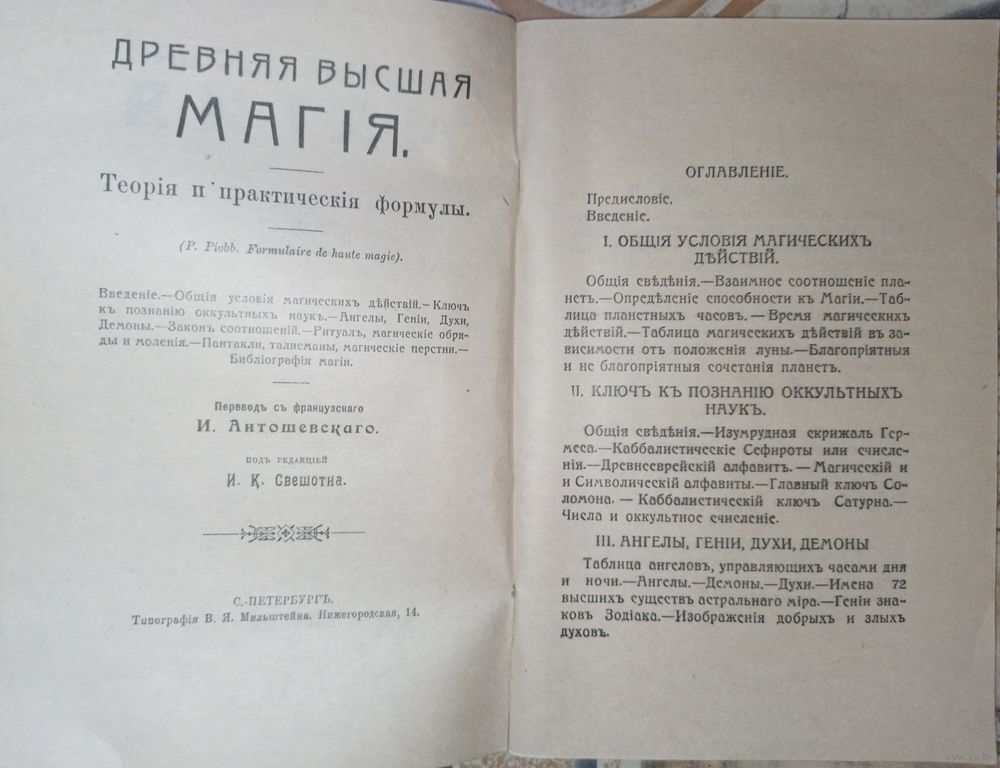 ДРЕВНЯЯ ВЫСШАЯ
МАГІЯ.
Теорія и практическія формулы.
(P. Piobb. Formulaire de haute magie).
Введеніе.—Общія условія магическихъ дѣйствій.—Ключъ
къ познанію оккультныхъ наукъ.—Ангелы, Геніи, Духи,
Демоны.—Законъ соотношеній.—Ритуалъ, магическіе обря-
ды и моленія.—Пантакли, талисманы, магическіе перстни.—
Библіографія магіи.
Переводъ съ французскаго
И. Антошевскаго.
ПОДЪ РЕДАКЦІЕЙ
И. К. Свешотна.
С.-ПЕТЕРБУРГЪ.
Типографія В. Я. Мильштейна. Нижегородская, 14.
ОГЛАВЛЕНІЕ.
Предисловіе.
Введеніе.
I. ОБЩІЯ УСЛОВІЯ МАГИЧЕСКИХЪ
ДѢЙСТВІЙ.
Общія свѣдѣнія.—Взаимное соотношеніе пла-
нетъ.—Опредѣленіе способности къ Магіи.—Таб-
лица планетныхъ часовъ.—Время магическихъ
дѣйствій.—Таблица магическихъ дѣйствій въ за-
висимости отъ положенія луны.—Благопріятныя
и не благопріятныя сочетанія планетъ.
II. КЛЮЧЪ КЪ ПОЗНАНІЮ ОККУЛЬТНЫХЪ
НАУКЪ.
Общія свѣдѣнія.—Изумрудная скрижаль Гер-
меса.—Каббалистическіе Сефироты или счисле-
нія.—Древнееврейскій алфавитъ.—Магическій и
и Символическій алфавиты.—Главный ключъ Со-
ломона.—Каббалистическій ключъ Сатурна.—
Числа и оккультное счисленіе.
III. АНГЕЛЫ, ГЕНІИ, ДУХИ, ДЕМОНЫ
Таблица ангеловъ, управляющихъ часами дня
и ночи.—Ангелы.—Демоны.—Духи.—Имена 72
высшихъ существъ астральнаго міра.—Геніи зна-
ковъ Зодіака.—Изображенія добрыхъ и злыхъ
духовъ.